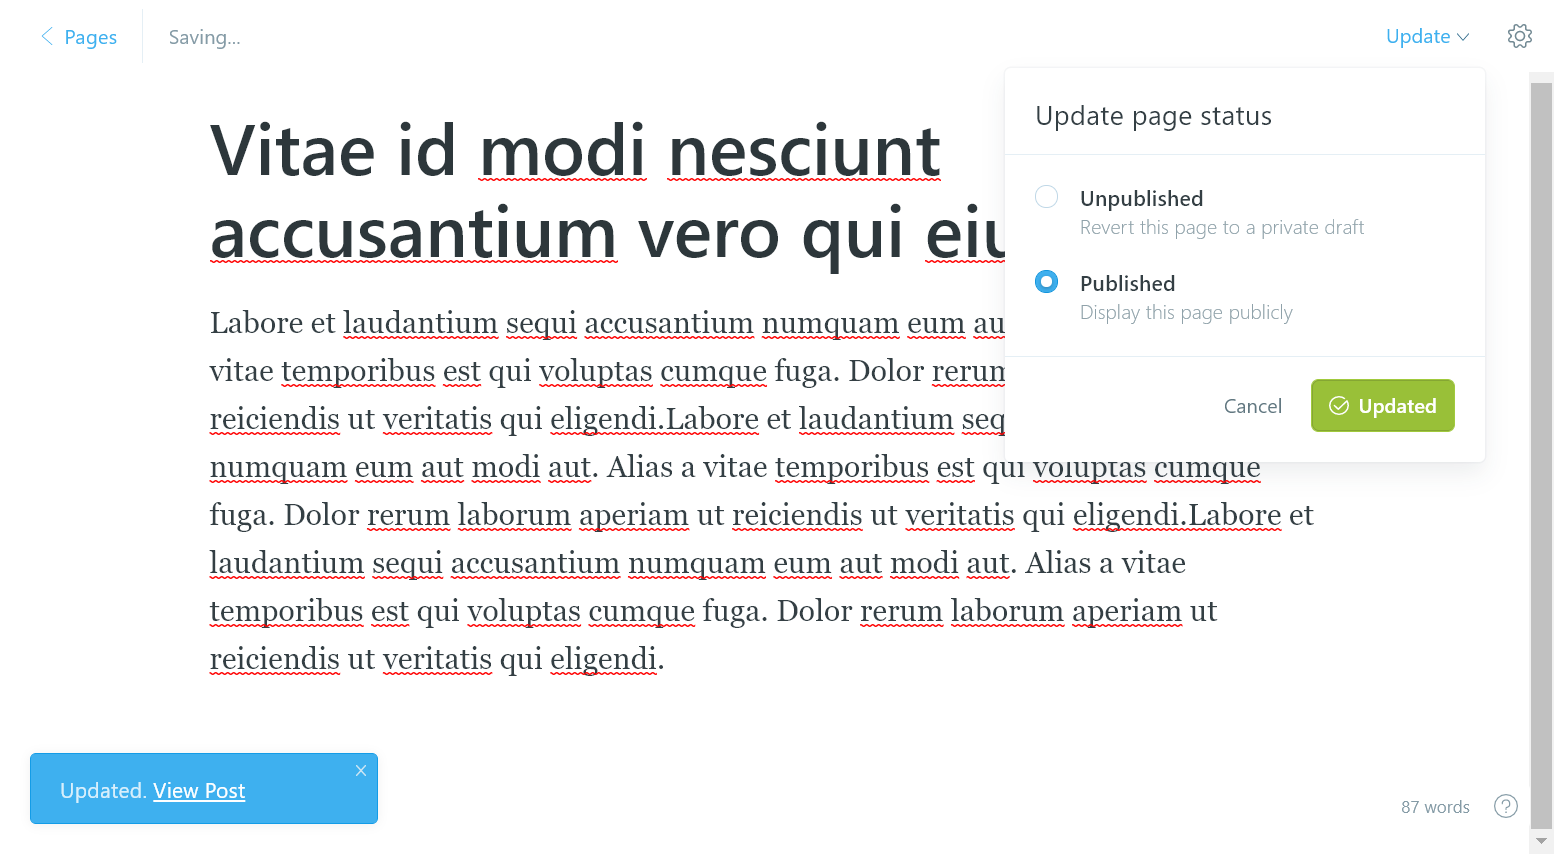 Pages
Saving...
Update
Update page status
Unpublished
Revert this page to a private draft
Published
Display this page publicly
Cancel
Updated
Vitae id modi nesciunt
accusantium vero qui
Labore et laudantium sequi accusantium numquam eum
vitae temporibus est qui voluptas cumque fuga. Dolor rerum
reiciendis ut veritatis qui eligendi.Labore et laudantium
numquam eum aut modi aut. Alias a vitae temporibus est qui voluptas cumque
fuga. Dolor rerum laborum aperiam ut reiciendis ut veritatis qui eligendi.Labore et
laudantium sequi accusantium numquam eum aut modi aut. Alias a vitae
temporibus est qui voluptas cumque fuga. Dolor rerum laborum aperiam ut
reiciendis ut veritatis qui eligendi.
Updated. View Post
87 words